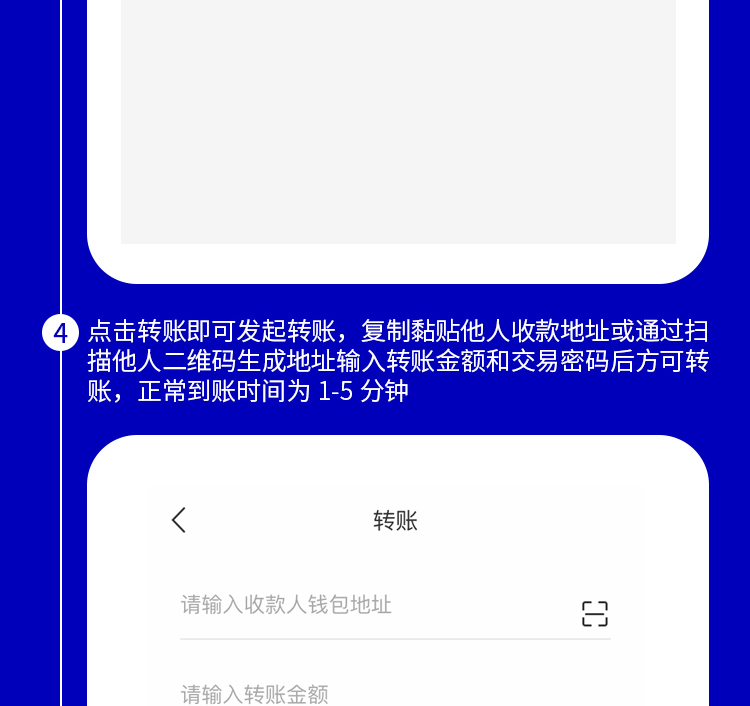 4
点击转账即可发起转账，复制黏贴他人收款地址或通过扫
描他人二维码生成地址输入转账金额和交易密码后方可转
账，正常到账时间为 1-5 分钟
转账
请输入收款人钱包地址
请输入转账金额